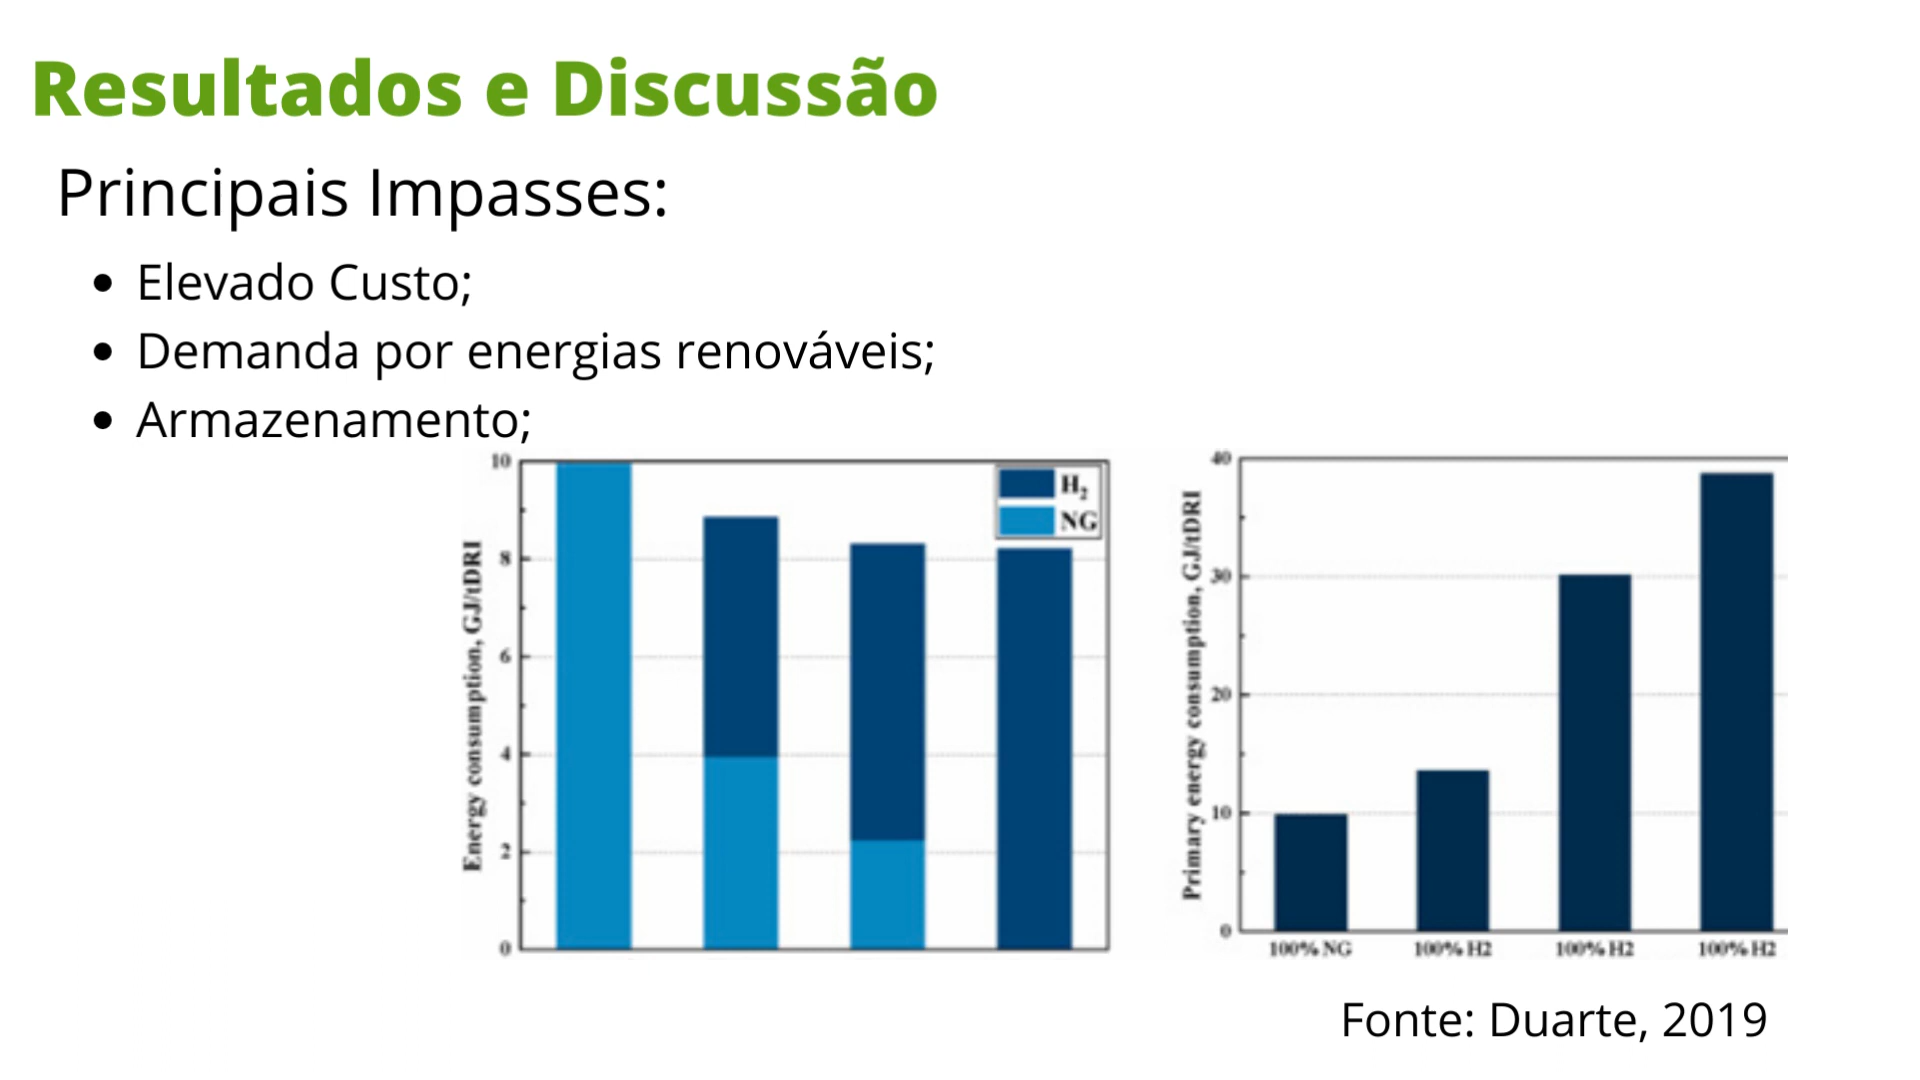 Resultados e Discussão
Principais Impasses:
• Elevado Custo;
• Demanda por energias renováveis;
• Armazenamento;
Energy consumption, GJ/tDRI
10
8
6
4
2
0
H₂
NG
Primary energy consumption, GJ/tDRI
40
30
20
10
0
100% NG 100% H2 100% H2 100% H2
Fonte: Duarte, 2019